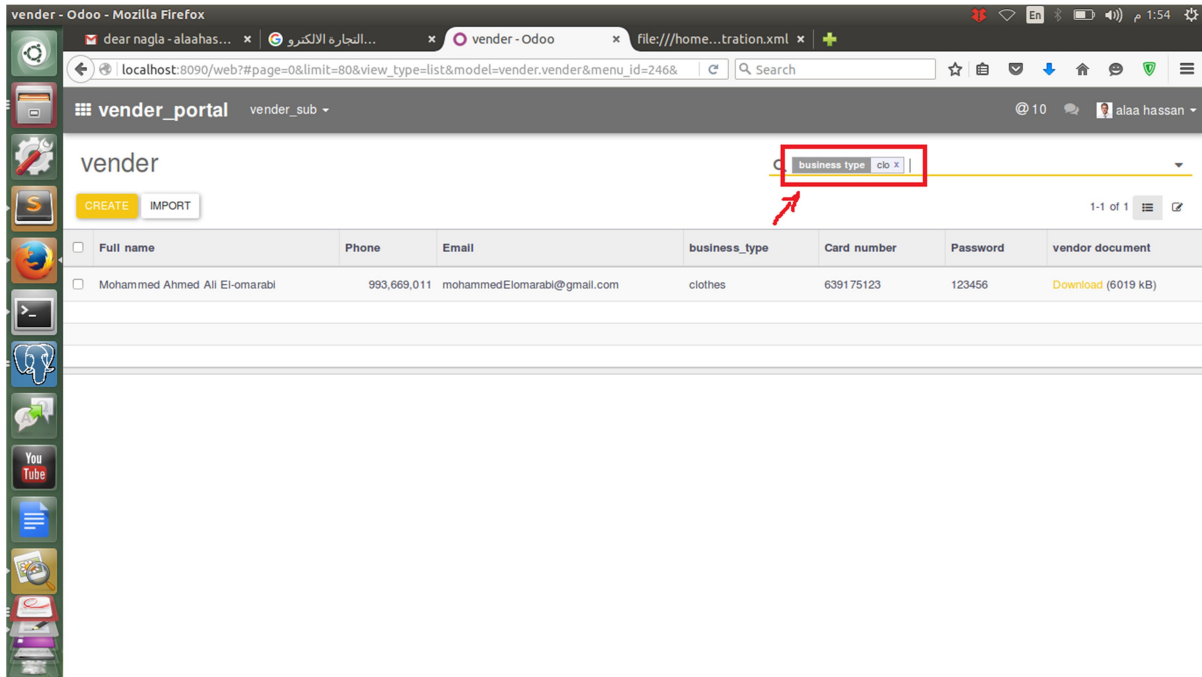 vender - Odoo - Mozilla Firefox
En
1:54 م
dear nagla - alaahas... ×
التجارة الالكترو... ×
vender - Odoo ×
file:///home...tration.xml ×
localhost:8090/web?#page=0&limit=80&view_type=list&model=vender.vender&menu_id=246&
Search
vender_portal
vender_sub
@ 10
alaa hassan
vender
business type clo x
CREATE
IMPORT
1-1 of 1
Full name Phone Email business_type Card number Password vendor document
Mohammed Ahmed Ali El-omarabi 993,669,011 mohammedElomarabi@gmail.com clothes 639175123 123456 Download (6019 kB)
S
>_
A
You
Tube